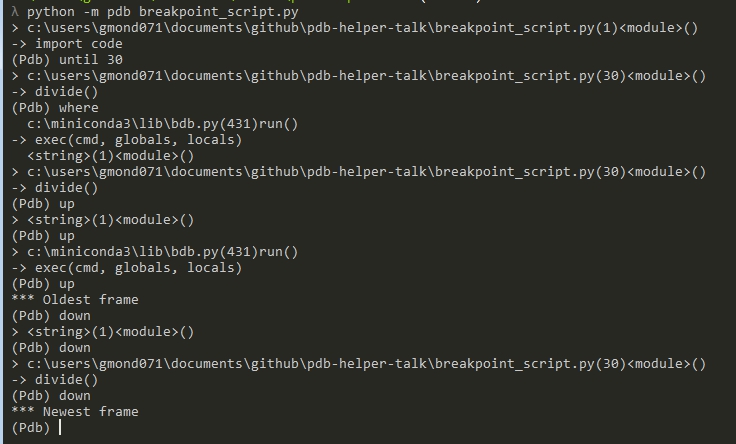 λ python -m pdb breakpoint_script.py
> c:\users\gmond071\documents\github\pdb-helper-talk\breakpoint_script.py(1)<module>()
-> import code
(Pdb) until 30
> c:\users\gmond071\documents\github\pdb-helper-talk\breakpoint_script.py(30)<module>()
-> divide()
(Pdb) where
  c:\miniconda3\lib\bdb.py(431)run()
-> exec(cmd, globals, locals)
  <string>(1)<module>()
> c:\users\gmond071\documents\github\pdb-helper-talk\breakpoint_script.py(30)<module>()
-> divide()
(Pdb) up
> <string>(1)<module>()
(Pdb) up
> c:\miniconda3\lib\bdb.py(431)run()
-> exec(cmd, globals, locals)
(Pdb) up
*** Oldest frame
(Pdb) down
> <string>(1)<module>()
(Pdb) down
> c:\users\gmond071\documents\github\pdb-helper-talk\breakpoint_script.py(30)<module>()
-> divide()
(Pdb) down
*** Newest frame
(Pdb)